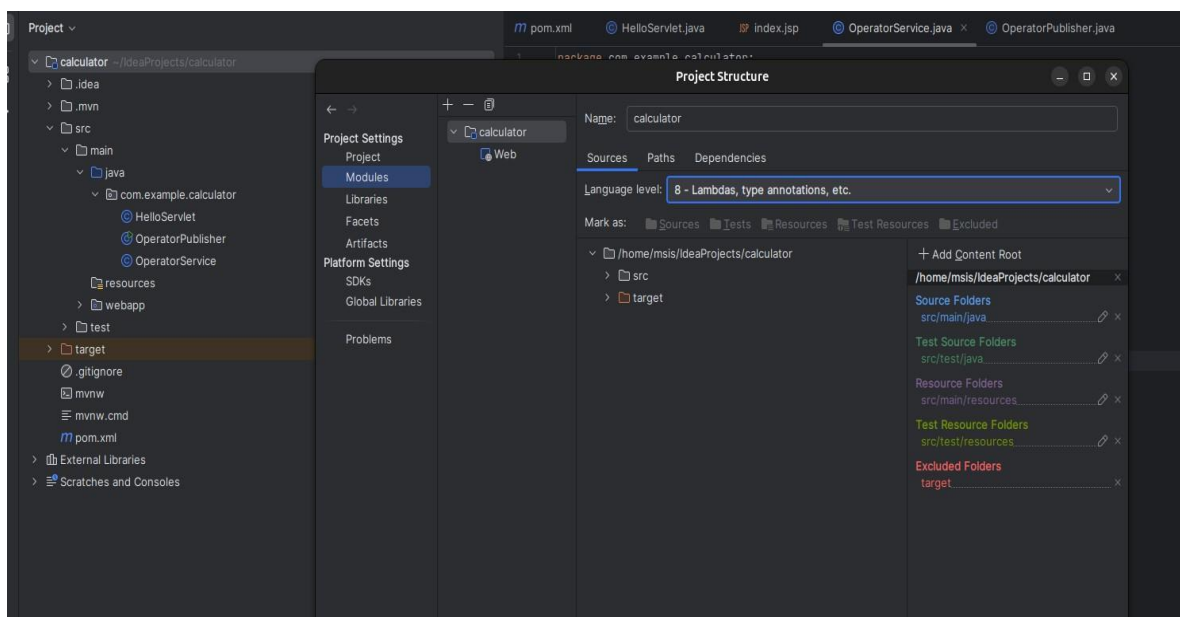 Project
pom.xml
HelloServlet.java
index.jsp
OperatorService.java
OperatorPublisher.java
calculator ~/IdeaProjects/calculator
.idea
.mvn
src
main
java
com.example.calculator
HelloServlet
OperatorPublisher
OperatorService
resources
webapp
test
target
.gitignore
mvnw
mvnw.cmd
pom.xml
External Libraries
Scratches and Consoles
1 package com.example.calculator;
Project Structure
Project Settings
Project
Modules
Libraries
Facets
Artifacts
Platform Settings
SDKs
Global Libraries
Problems
calculator
Web
Name: calculator
Sources Paths Dependencies
Language level: 8 - Lambdas, type annotations, etc.
Mark as: Sources Tests Resources Test Resources Excluded
/home/msis/IdeaProjects/calculator
src
target
+ Add Content Root
/home/msis/IdeaProjects/calculator
Source Folders
src/main/java
Test Source Folders
src/test/java
Resource Folders
src/main/resources
Test Resource Folders
src/test/resources
Excluded Folders
target